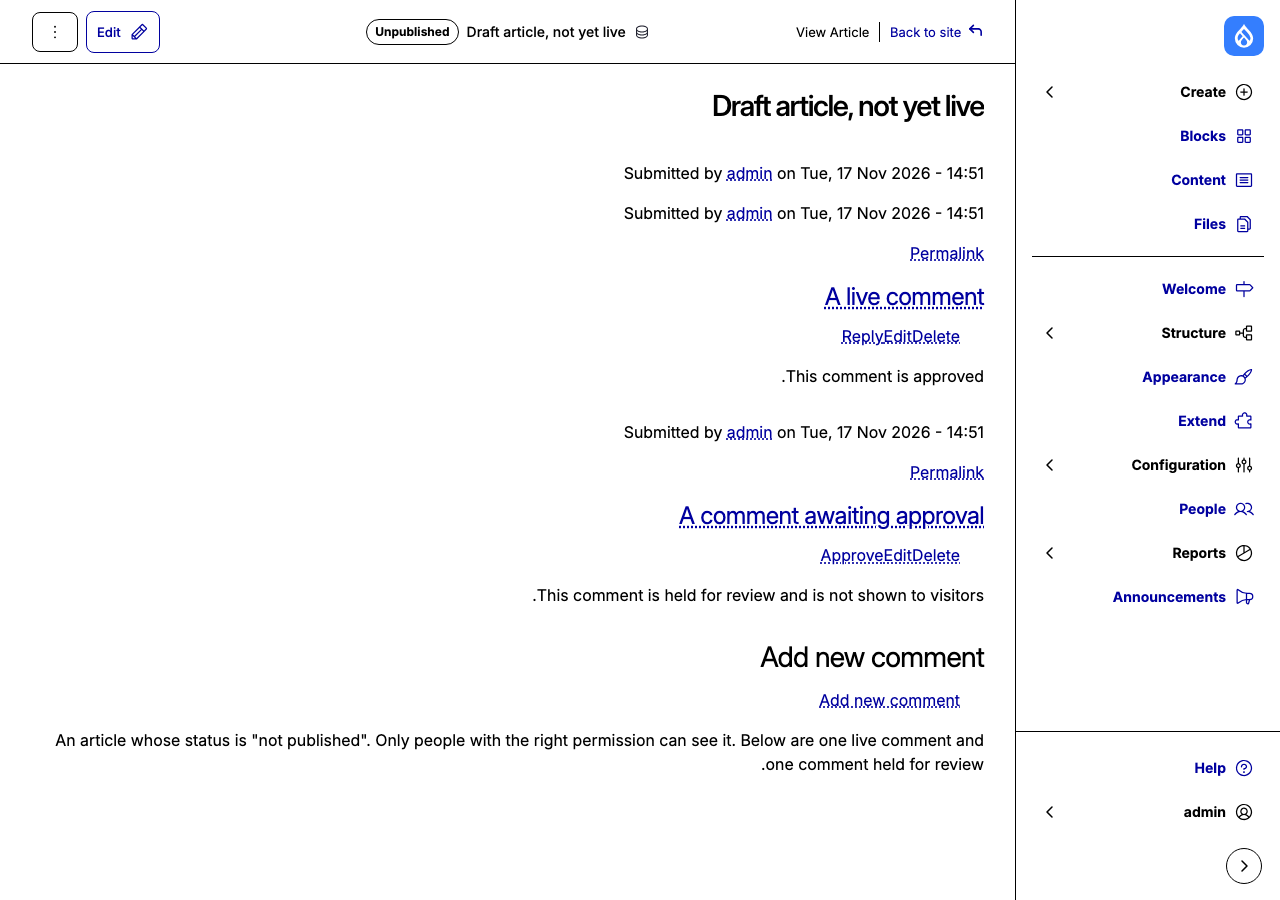 Edit
Unpublished Draft article, not yet live
View Article
Back to site
Draft article, not yet live
Submitted by admin on Tue, 17 Nov 2026 - 14:51
Submitted by admin on Tue, 17 Nov 2026 - 14:51
Permalink
A live comment
ReplyEditDelete
.This comment is approved
Submitted by admin on Tue, 17 Nov 2026 - 14:51
Permalink
A comment awaiting approval
ApproveEditDelete
.This comment is held for review and is not shown to visitors
Add new comment
Add new comment
An article whose status is "not published". Only people with the right permission can see it. Below are one live comment and
.one comment held for review
Create
Blocks
Content
Files
Welcome
Structure
Appearance
Extend
Configuration
People
Reports
Announcements
Help
admin